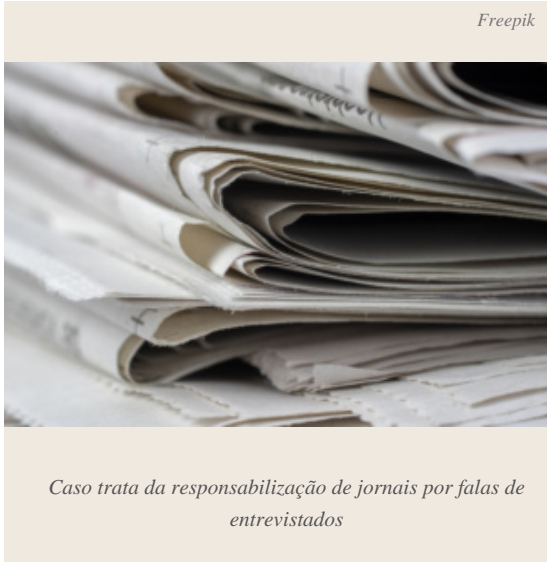 Freepik
Caso trata da responsabilização de jornais por falas de
entrevistados